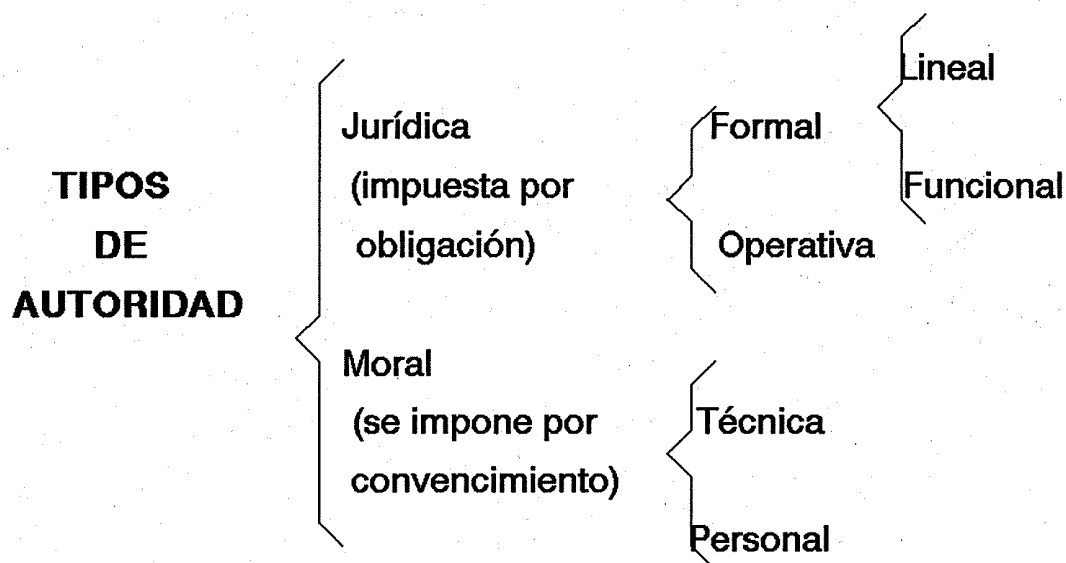 TIPOS
DE
AUTORIDAD
Jurídica
(impuesta por
obligación)
Moral
(se impone por
convencimiento)
Formal
Operativa
Técnica
Personal
Lineal
Funcional